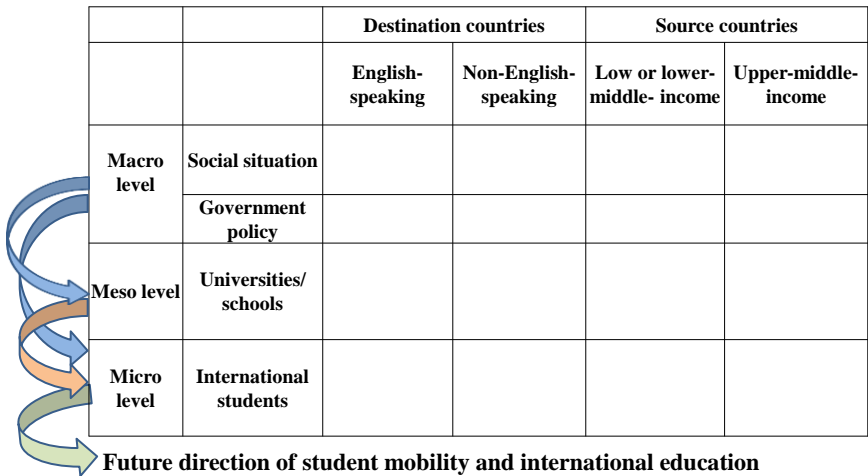 Destination countries
Source countries
English-
speaking
Non-English-
speaking
Low or lower-
middle- income
Upper-middle-
income
Macro
level
Social situation
Government
policy
Meso level
Universities/
schools
Micro
level
International
students
Future direction of student mobility and international education